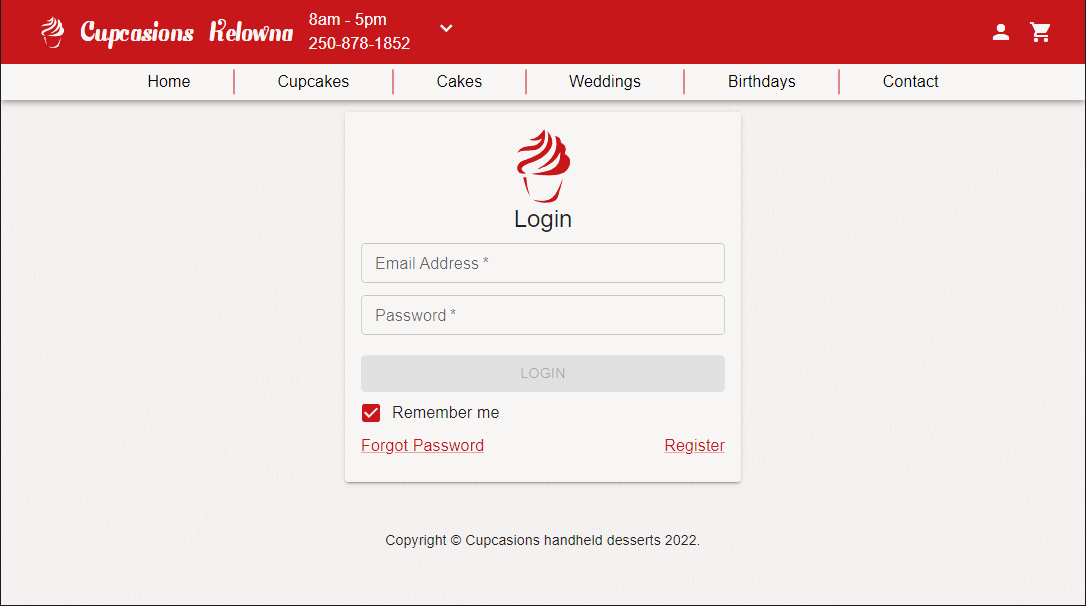 Cupcasions Kelowna
8am - 5pm
250-878-1852
Home
Cupcakes
Cakes
Weddings
Birthdays
Contact
Login
Email Address *
Password *
LOGIN
Remember me
Forgot Password
Register
Copyright © Cupcasions handheld desserts 2022.